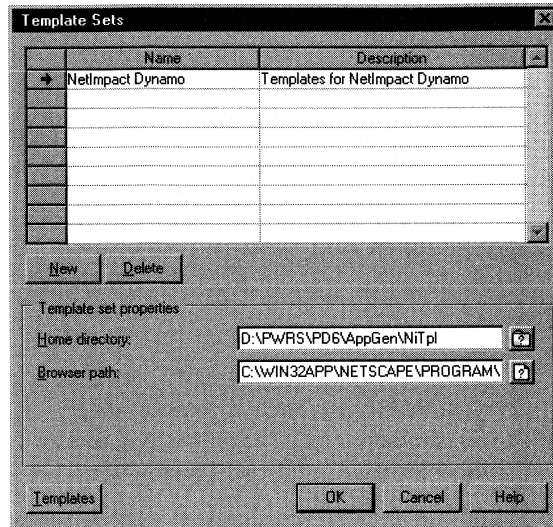 Template Sets
Name Description
NetImpact Dynamo Templates for NetImpact Dynamo
New Delete
Template set properties
Home directory: D:\PWRS\PD6\AppGen\NiTpl
Browser path: C:\WIN32APP\NETSCAPE\PROGRAM\
Templates OK Cancel Help